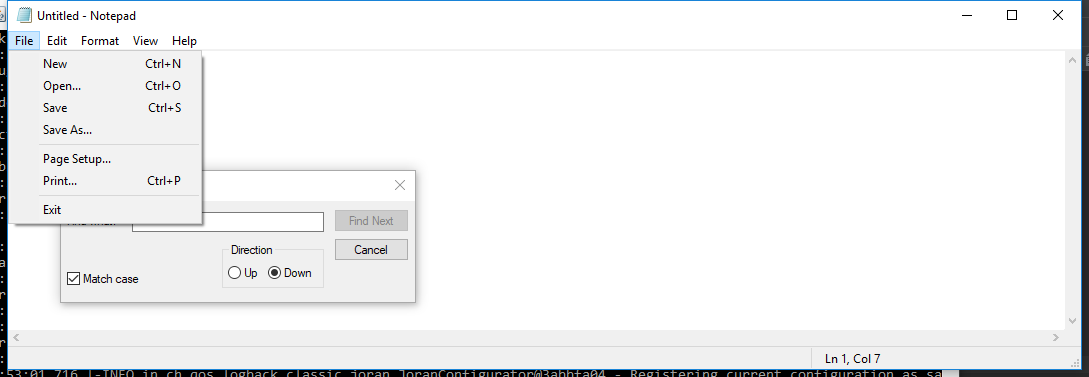 Untitled - Notepad
File Edit Format View Help
New Ctrl+N
Open... Ctrl+O
Save Ctrl+S
Save As...
Page Setup...
Print... Ctrl+P
Exit
Find Next
Cancel
Direction
Up Down
Match case
Ln 1, Col 7
:53:01,716 |-INFO in ch.qos.logback.classic.joran.JoranConfigurator@3abbfa04 - Registering current configuration as sa